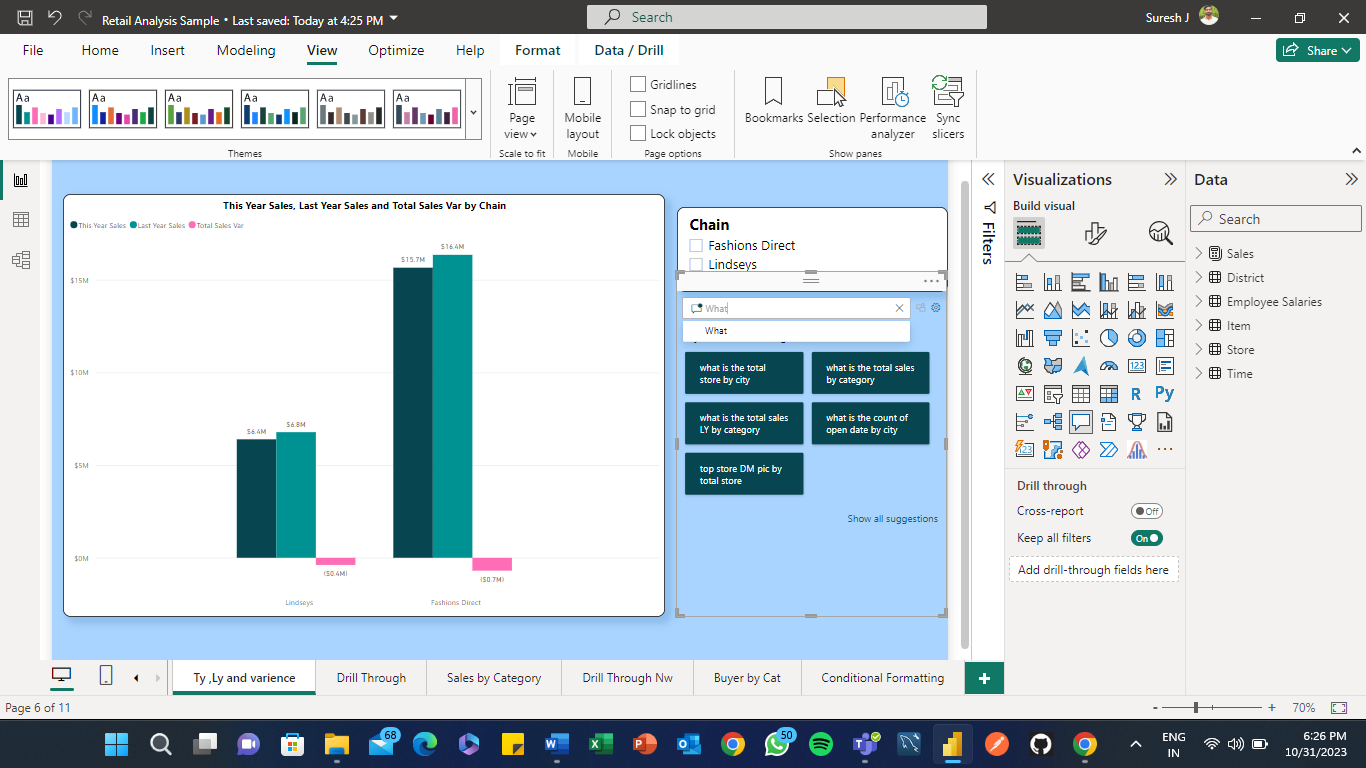 Retail Analysis Sample • Last saved: Today at 4:25 PM
Search
Suresh J
File Home Insert Modeling View Optimize Help Format Data / Drill
Share
Aa Aa Aa Aa Aa Aa
Themes
Page view
Scale to fit
Mobile layout
Mobile
Gridlines
Snap to grid
Lock objects
Page options
Bookmarks
Selection
Performance analyzer
Sync slicers
Show panes
This Year Sales, Last Year Sales and Total Sales Var by Chain
This Year Sales Last Year Sales Total Sales Var
$15M
$10M
$5M
$0M
$6.4M
$6.8M
($0.4M)
$15.7M
$16.4M
($0.7M)
Lindseys
Fashions Direct
Chain
Fashions Direct
Lindseys
What
What
what is the total
store by city
what is the total sales
by category
what is the total sales
LY by category
what is the count of
open date by city
top store DM pic by
total store
Show all suggestions
Filters
Visualizations
Build visual
123
R
Py
123
Drill through
Cross-report
Off
Keep all filters
On
Add drill-through fields here
Data
Search
Sales
District
Employee Salaries
Item
Store
Time
Ty ,Ly and varience
Drill Through
Sales by Category
Drill Through Nw
Buyer by Cat
Conditional Formatting
Page 6 of 11
- + 70%
68
50
ENG
IN
6:26 PM
10/31/2023